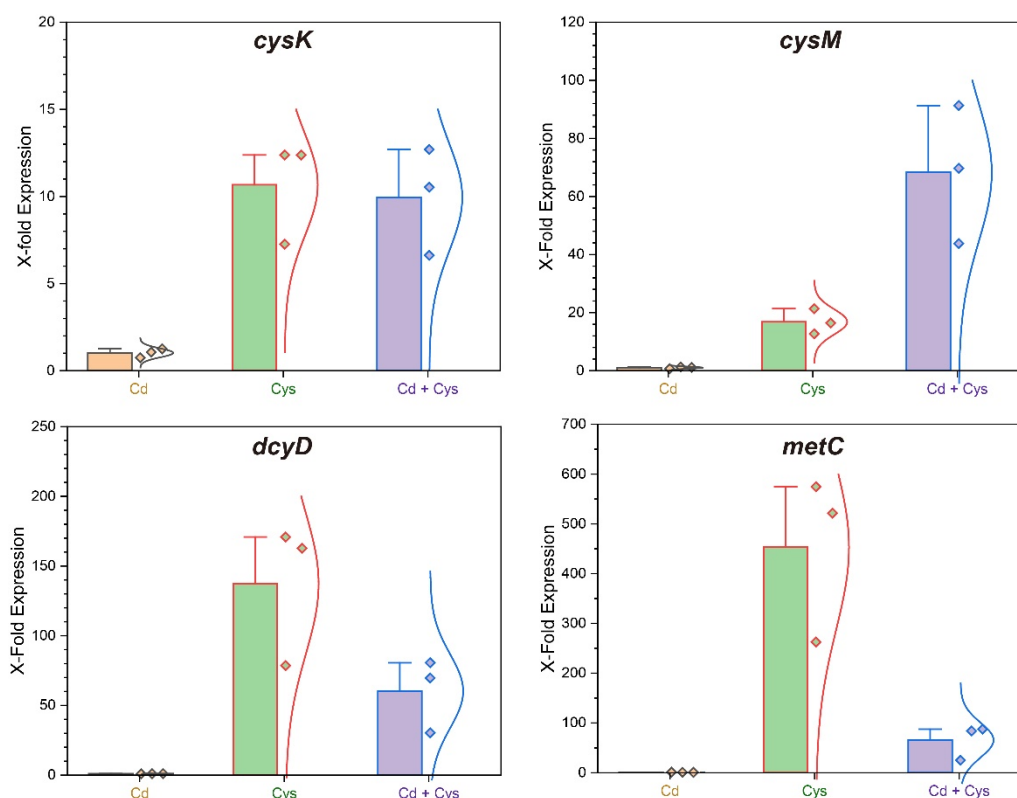 cysK
20
15
10
5
0
X-fold Expression
Cd
Cys
Cd + Cys
cysM
120
100
80
60
40
20
0
X-Fold Expression
Cd
Cys
Cd + Cys
dcyD
250
200
150
100
50
0
X-Fold Expression
Cd
Cys
Cd + Cys
metC
700
600
500
400
300
200
100
0
X-Fold Expression
Cd
Cys
Cd + Cys